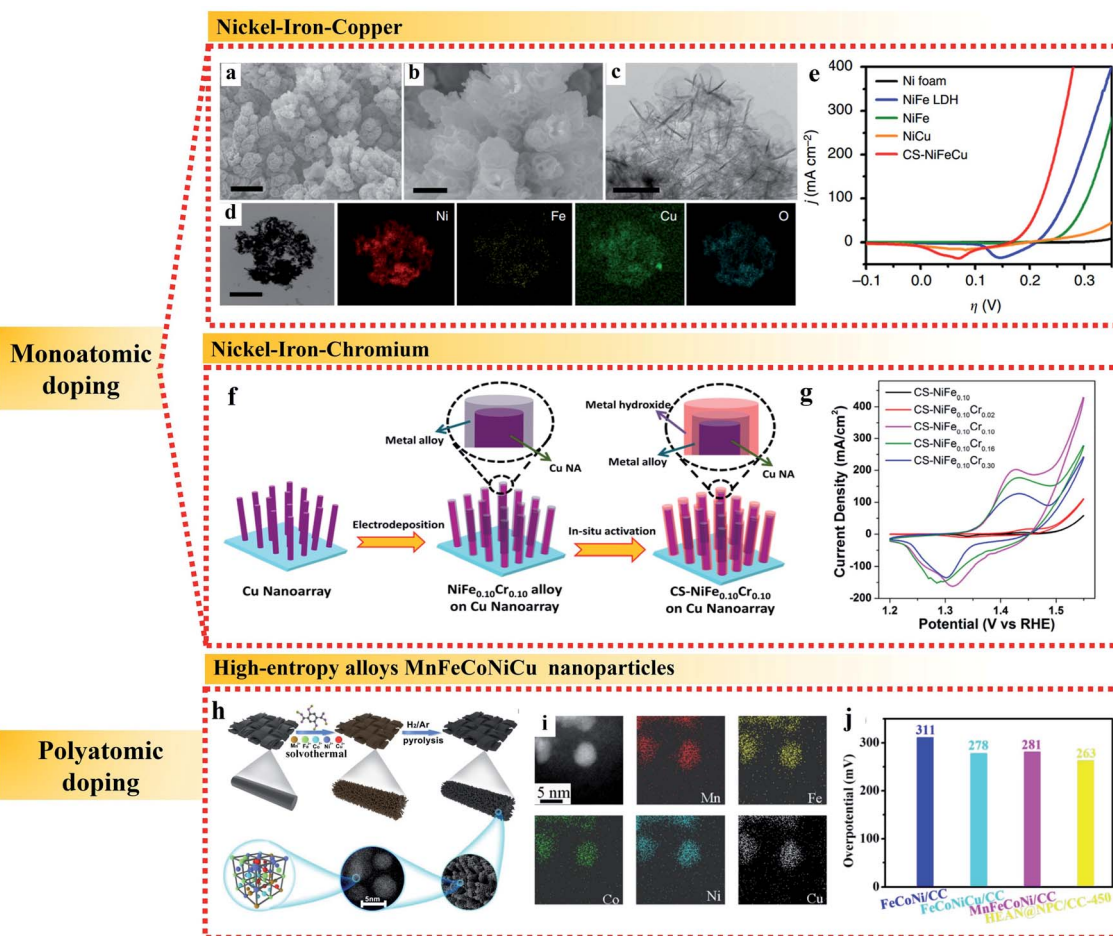 Nickel-Iron-Copper
a
b
c
d
Ni
Fe
Cu
O
e
Ni foam
NiFe LDH
NiFe
NiCu
CS-NiFeCu
400
300
200
100
0
j (mA cm⁻²)
−0.1
0.0
0.1
0.2
0.3
η (V)
Monoatomic
doping
Nickel-Iron-Chromium
f
Metal alloy
Cu NA
Metal hydroxide
Metal alloy
Cu NA
Electrodeposition
In-situ activation
Cu Nanoarray
NiFe₀.₁₀Cr₀.₁₀ alloy
on Cu Nanoarray
CS-NiFe₀.₁₀Cr₀.₁₀
on Cu Nanoarray
g
CS-NiFe₀.₁₀
CS-NiFe₀.₁₀Cr₀.₀₂
CS-NiFe₀.₁₀Cr₀.₁₀
CS-NiFe₀.₁₀Cr₀.₁₆
CS-NiFe₀.₁₀Cr₀.₃₀
500
400
300
200
100
0
-100
-200
Current Density (mA/cm²)
1.2
1.3
1.4
1.5
Potential (V vs RHE)
High-entropy alloys MnFeCoNiCu nanoparticles
Polyatomic
doping
h
solvothermal
H₂/Ar
pyrolysis
5nm
i
5 nm
Mn
Fe
Co
Ni
Cu
j
311
278
281
263
300
200
100
0
Overpotential (mV)
FeCoNi/CC
FeCoNiCu/CC
MnFeCoNi/CC
HEAN@NPC/CC-450